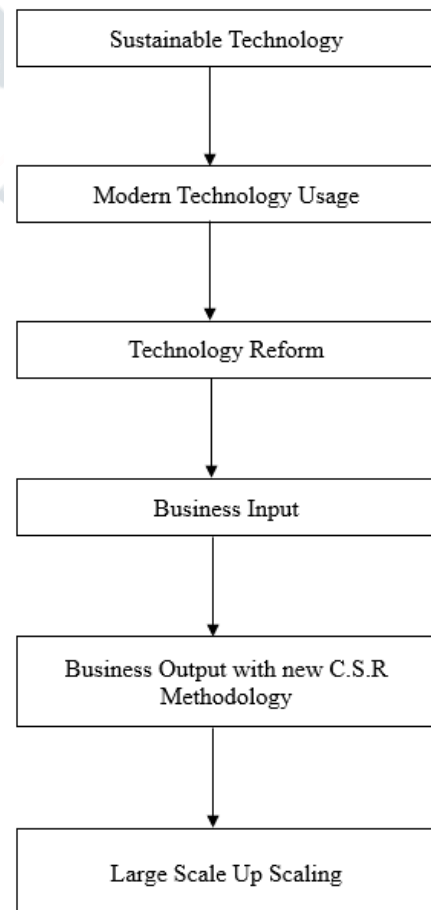 Sustainable Technology
Modern Technology Usage
Technology Reform
Business Input
Business Output with new C.S.R
Methodology
Large Scale Up Scaling